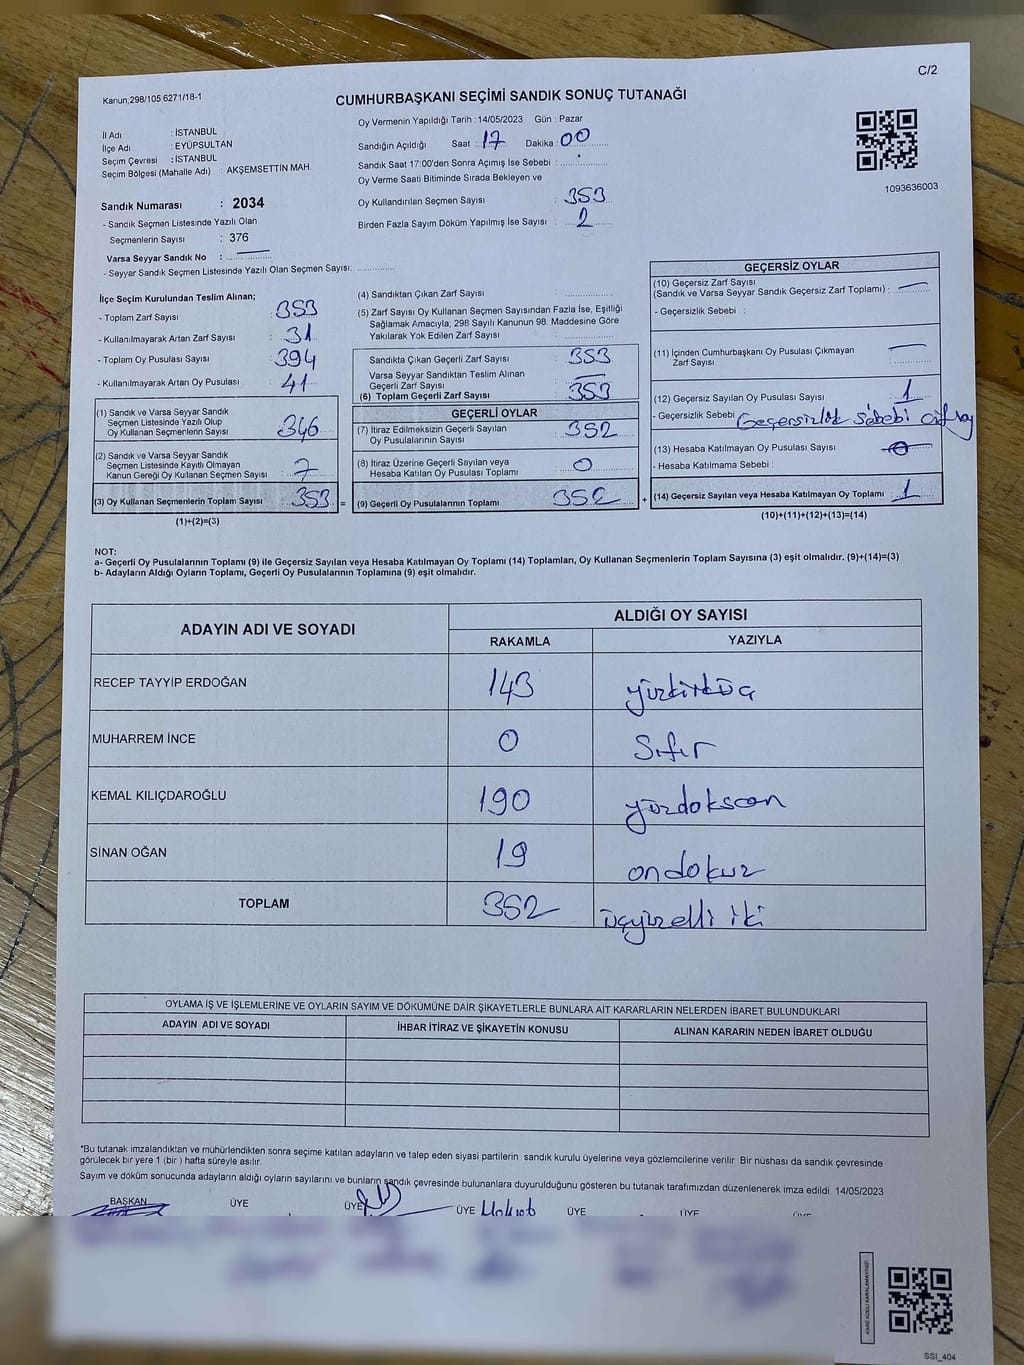 C/2
Kanun;298/105 6271/18-1
CUMHURBAŞKANI SEÇİMİ SANDIK SONUÇ TUTANAĞI
İl Adı : İSTANBUL
İlçe Adı : EYÜPSULTAN
Seçim Çevresi : İSTANBUL
Seçim Bölgesi (Mahalle Adı) : AKŞEMSETTİN MAH.
Sandık Numarası : 2034
- Sandık Seçmen Listesinde Yazılı Olan
Seçmenlerin Sayısı : 376
Varsa Seyyar Sandık No :
- Seyyar Sandık Seçmen Listesinde Yazılı Olan Seçmen Sayısı:
Oy Vermenin Yapıldığı Tarih : 14/05/2023 Gün : Pazar
Sandığın Açıldığı Saat : 17 Dakika : 00
Sandık Saat 17:00'den Sonra Açımış İse Sebebi :
Oy Verme Saati Bitiminde Sırada Bekleyen ve
Oy Kullandırılan Seçmen Sayısı : 353
Birden Fazla Sayım Döküm Yapılmış İse Sayısı : 2
1093636003
İlçe Seçim Kurulundan Teslim Alınan;
- Toplam Zarf Sayısı : 353
- Kullanılmayarak Artan Zarf Sayısı : 31
- Toplam Oy Pusulası Sayısı : 394
- Kullanılmayarak Artan Oy Pusulası : 41
(1) Sandık ve Varsa Seyyar Sandık
Seçmen Listesinde Yazılı Olup
Oy Kullanan Seçmenlerin Sayısı : 346
(2) Sandık ve Varsa Seyyar Sandık
Seçmen Listesinde Kayıtlı Olmayan
Kanun Gereği Oy Kullanan Seçmen Sayısı : 7
(3) Oy Kullanan Seçmenlerin Toplam Sayısı : 353 =
(1)+(2)=(3)
(4) Sandıktan Çıkan Zarf Sayısı :
(5) Zarf Sayısı Oy Kullanan Seçmen Sayısından Fazla İse, Eşitliği
Sağlamak Amacıyla; 298 Sayılı Kanunun 98. Maddesine Göre
Yakılarak Yok Edilen Zarf Sayısı :
Sandıkta Çıkan Geçerli Zarf Sayısı : 353
Varsa Seyyar Sandıktan Teslim Alınan
Geçerli Zarf Sayısı :
(6) Toplam Geçerli Zarf Sayısı : 353
GEÇERLİ OYLAR
(7) İtiraz Edilmeksizin Geçerli Sayılan
Oy Pusulalarının Sayısı : 352
(8) İtiraz Üzerine Geçerli Sayılan veya
Hesaba Katılan Oy Pusulası Toplamı : 0
(9) Geçerli Oy Pusulalarının Toplamı : 352 +
GEÇERSİZ OYLAR
(10) Geçersiz Zarf Sayısı
(Sandık ve Varsa Seyyar Sandık Geçersiz Zarf Toplamı) :
- Geçersizlik Sebebi :
(11) İçinden Cumhurbaşkanı Oy Pusulası Çıkmayan
Zarf Sayısı :
(12) Geçersiz Sayılan Oy Pusulası Sayısı : 1
- Geçersizlik Sebebi : Geçersizlik sebebi çift oy
(13) Hesaba Katılmayan Oy Pusulası Sayısı : 0
- Hesaba Katılmama Sebebi :
(14) Geçersiz Sayılan veya Hesaba Katılmayan Oy Toplamı : 1
(10)+(11)+(12)+(13)=(14)
NOT:
a- Geçerli Oy Pusulalarının Toplamı (9) ile Geçersiz Sayılan veya Hesaba Katılmayan Oy Toplamı (14) Toplamları, Oy Kullanan Seçmenlerin Toplam Sayısına (3) eşit olmalıdır. (9)+(14)=(3)
b- Adayların Aldığı Oyların Toplamı, Geçerli Oy Pusulalarının Toplamına (9) eşit olmalıdır.
ADAYIN ADI VE SOYADI
ALDIĞI OY SAYISI
RAKAMLA YAZIYLA
RECEP TAYYİP ERDOĞAN 143 yüzkırküç
MUHARREM İNCE 0 Sıfır
KEMAL KILIÇDAROĞLU 190 yüzdoksan
SİNAN OĞAN 19 ondokuz
TOPLAM 352 üçyüzelli iki
OYLAMA İŞ VE İŞLEMLERİNE VE OYLARIN SAYIM VE DÖKÜMÜNE DAİR ŞİKAYETLERLE BUNLARA AİT KARARLARIN NELERDEN İBARET BULUNDUKLARI
ADAYIN ADI VE SOYADI İHBAR İTİRAZ VE ŞİKAYETİN KONUSU ALINAN KARARIN NEDEN İBARET OLDUĞU
*Bu tutanak imzalandıktan ve mühürlendikten sonra seçime katılan adayların ve talep eden siyasi partilerin sandık kurulu üyelerine veya gözlemcilerine verilir. Bir nüshası da sandık çevresinde
görülecek bir yere 1 (bir) hafta süreyle asılır.
Sayım ve döküm sonucunda adayların aldığı oyların sayılarını ve bunların sandık çevresinde bulunanlara duyurulduğunu gösteren bu tutanak tarafımızdan düzenlenerek imza edildi. 14/05/2023
BAŞKAN ÜYE ÜYE ÜYE ÜYE ÜYE ÜYE
SSI_404